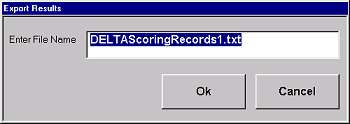 Export Results
Enter File Name
DELTAScoringRecords1.txt
Ok
Cancel